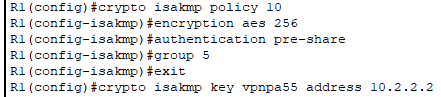 R1(config)#crypto isakmp policy 10
R1(config-isakmp)#encryption aes 256
R1(config-isakmp)#authentication pre-share
R1(config-isakmp)#group 5
R1(config-isakmp)#exit
R1(config)#crypto isakmp key vpnpa55 address 10.2.2.2